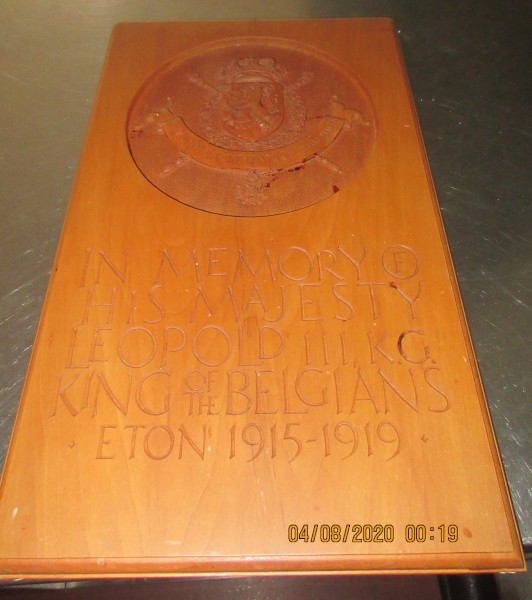 IN MEMORY OF
HIS MAJESTY
LEOPOLD III K.G.
KING OF THE BELGIANS
· ETON 1915-1919 ·
04/08/2020 00:19